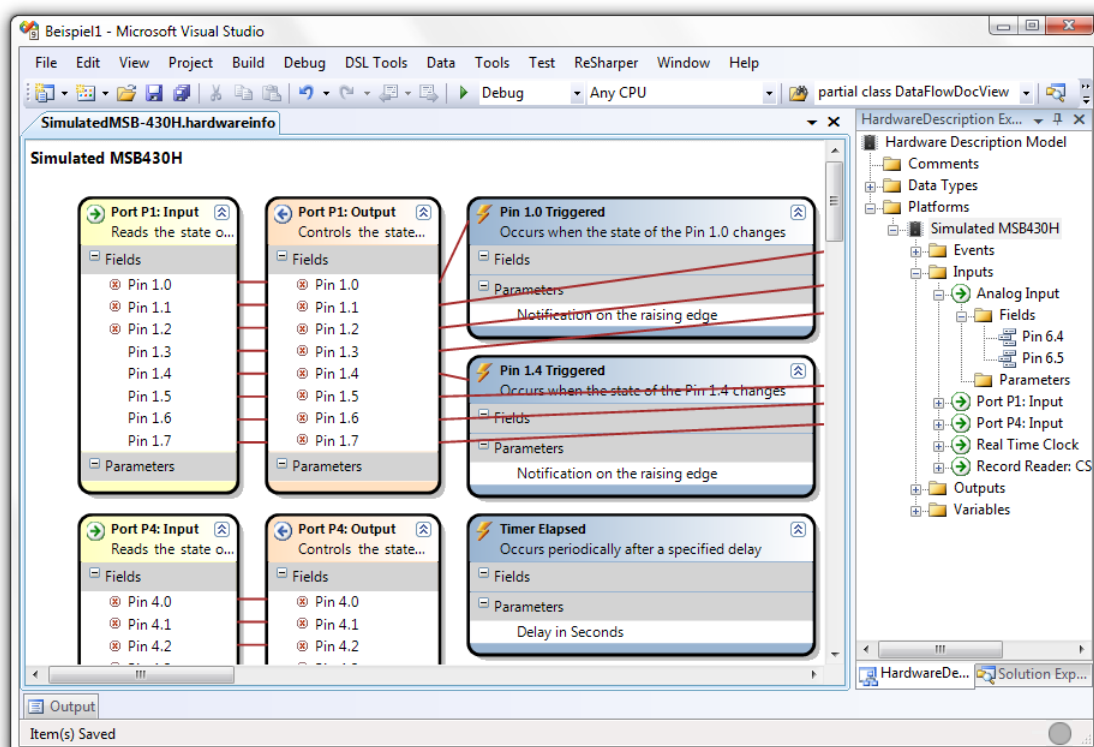 Beispiel1 - Microsoft Visual Studio
File Edit View Project Build Debug DSL Tools Data Tools Test ReSharper Window Help
Debug Any CPU partial class DataFlowDocView
SimulatedMSB-430H.hardwareinfo
Simulated MSB430H
Port P1: Input
Reads the state o...
Fields
Pin 1.0
Pin 1.1
Pin 1.2
Pin 1.3
Pin 1.4
Pin 1.5
Pin 1.6
Pin 1.7
Parameters
Port P1: Output
Controls the state...
Fields
Pin 1.0
Pin 1.1
Pin 1.2
Pin 1.3
Pin 1.4
Pin 1.5
Pin 1.6
Pin 1.7
Parameters
Pin 1.0 Triggered
Occurs when the state of the Pin 1.0 changes
Fields
Parameters
Notification on the raising edge
Pin 1.4 Triggered
Occurs when the state of the Pin 1.4 changes
Fields
Parameters
Notification on the raising edge
Port P4: Input
Reads the state o...
Fields
Pin 4.0
Pin 4.1
Pin 4.2
Port P4: Output
Controls the state...
Fields
Pin 4.0
Pin 4.1
Pin 4.2
Timer Elapsed
Occurs periodically after a specified delay
Fields
Parameters
Delay in Seconds
HardwareDescription Ex...
Hardware Description Model
Comments
Data Types
Platforms
Simulated MSB430H
Events
Inputs
Analog Input
Fields
Pin 6.4
Pin 6.5
Parameters
Port P1: Input
Port P4: Input
Real Time Clock
Record Reader: CS
Outputs
Variables
HardwareDe... Solution Exp...
Output
Item(s) Saved